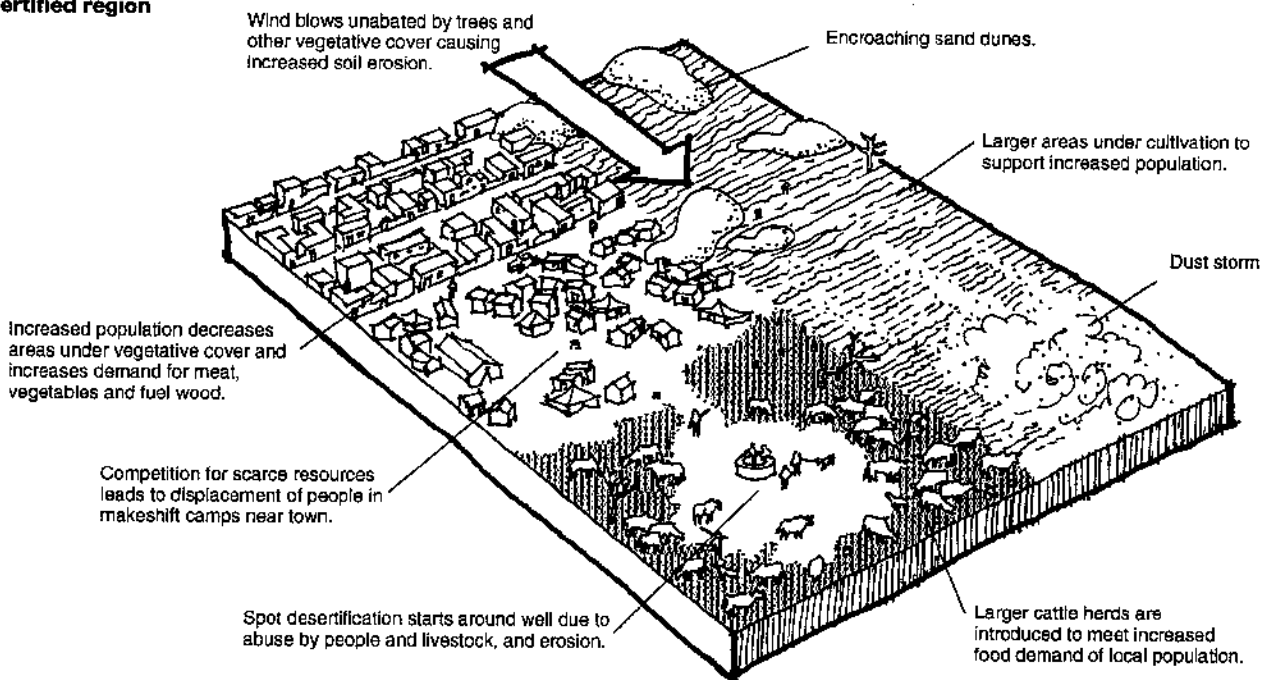 ertified region
Wind blows unabated by trees and
other vegetative cover causing
increased soil erosion.
Encroaching sand dunes.
Larger areas under cultivation to
support increased population.
Dust storm
Increased population decreases
areas under vegetative cover and
increases demand for meat,
vegetables and fuel wood.
Competition for scarce resources
leads to displacement of people in
makeshift camps near town.
Spot desertification starts around well due to
abuse by people and livestock, and erosion.
Larger cattle herds are
introduced to meet increased
food demand of local population.